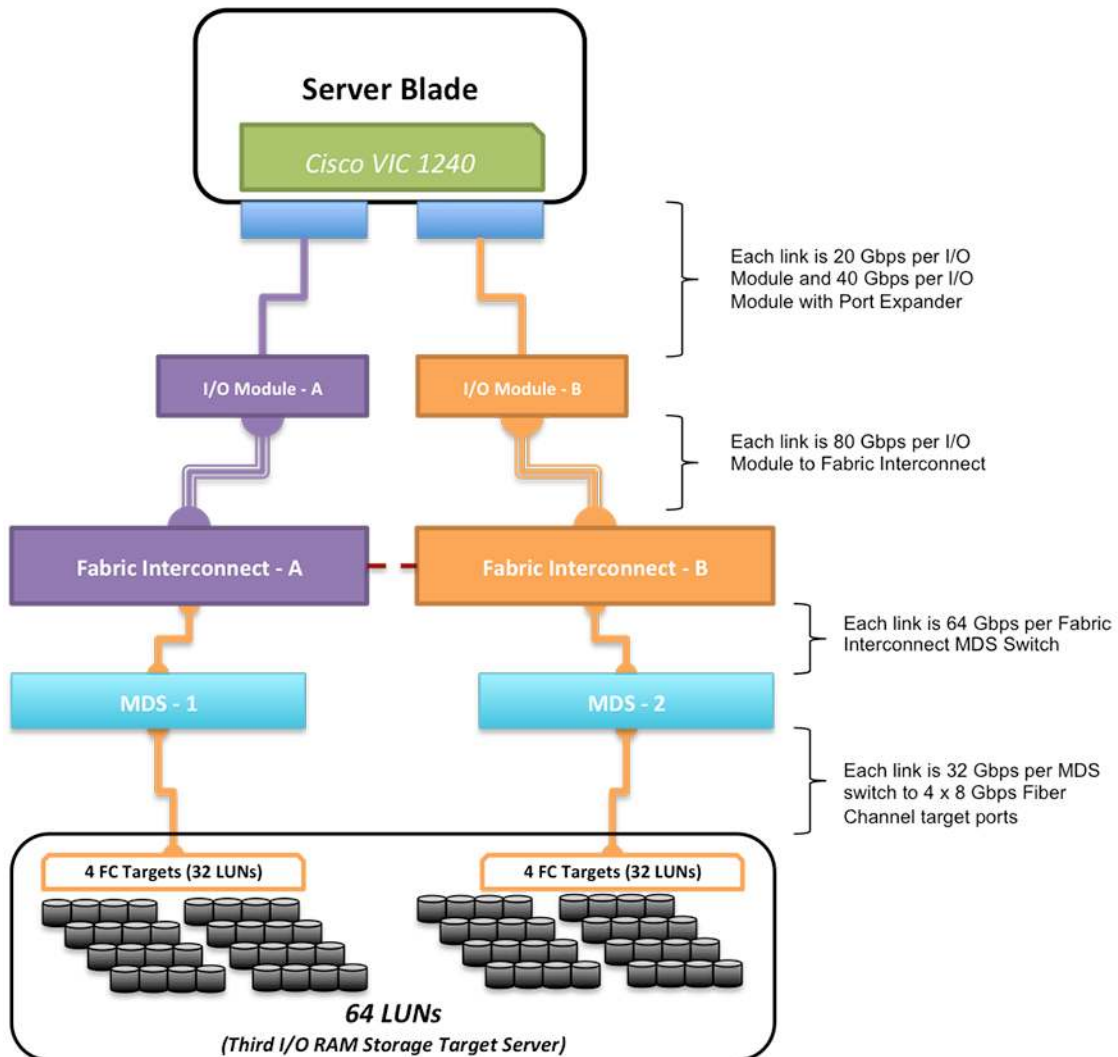 Server Blade
Cisco VIC 1240
Each link is 20 Gbps per I/O
Module and 40 Gbps per I/O
Module with Port Expander
I/O Module - A
I/O Module - B
Each link is 80 Gbps per I/O
Module to Fabric Interconnect
Fabric Interconnect - A
Fabric Interconnect - B
Each link is 64 Gbps per Fabric
Interconnect MDS Switch
MDS - 1
MDS - 2
Each link is 32 Gbps per MDS
switch to 4 x 8 Gbps Fiber
Channel target ports
4 FC Targets (32 LUNs)
4 FC Targets (32 LUNs)
64 LUNs
(Third I/O RAM Storage Target Server)